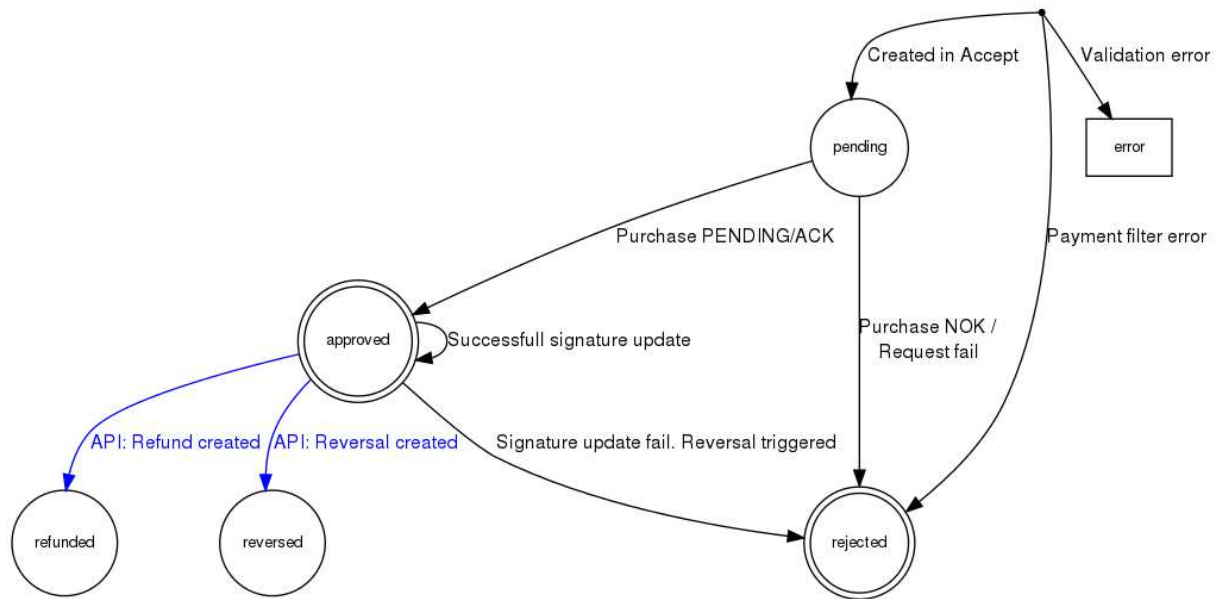 Created in Accept
Validation error
pending
error
Purchase PENDING/ACK
Payment filter error
approved
Successfull signature update
Purchase NOK /
Request fail
API: Refund created
API: Reversal created
Signature update fail. Reversal triggered
refunded
reversed
rejected